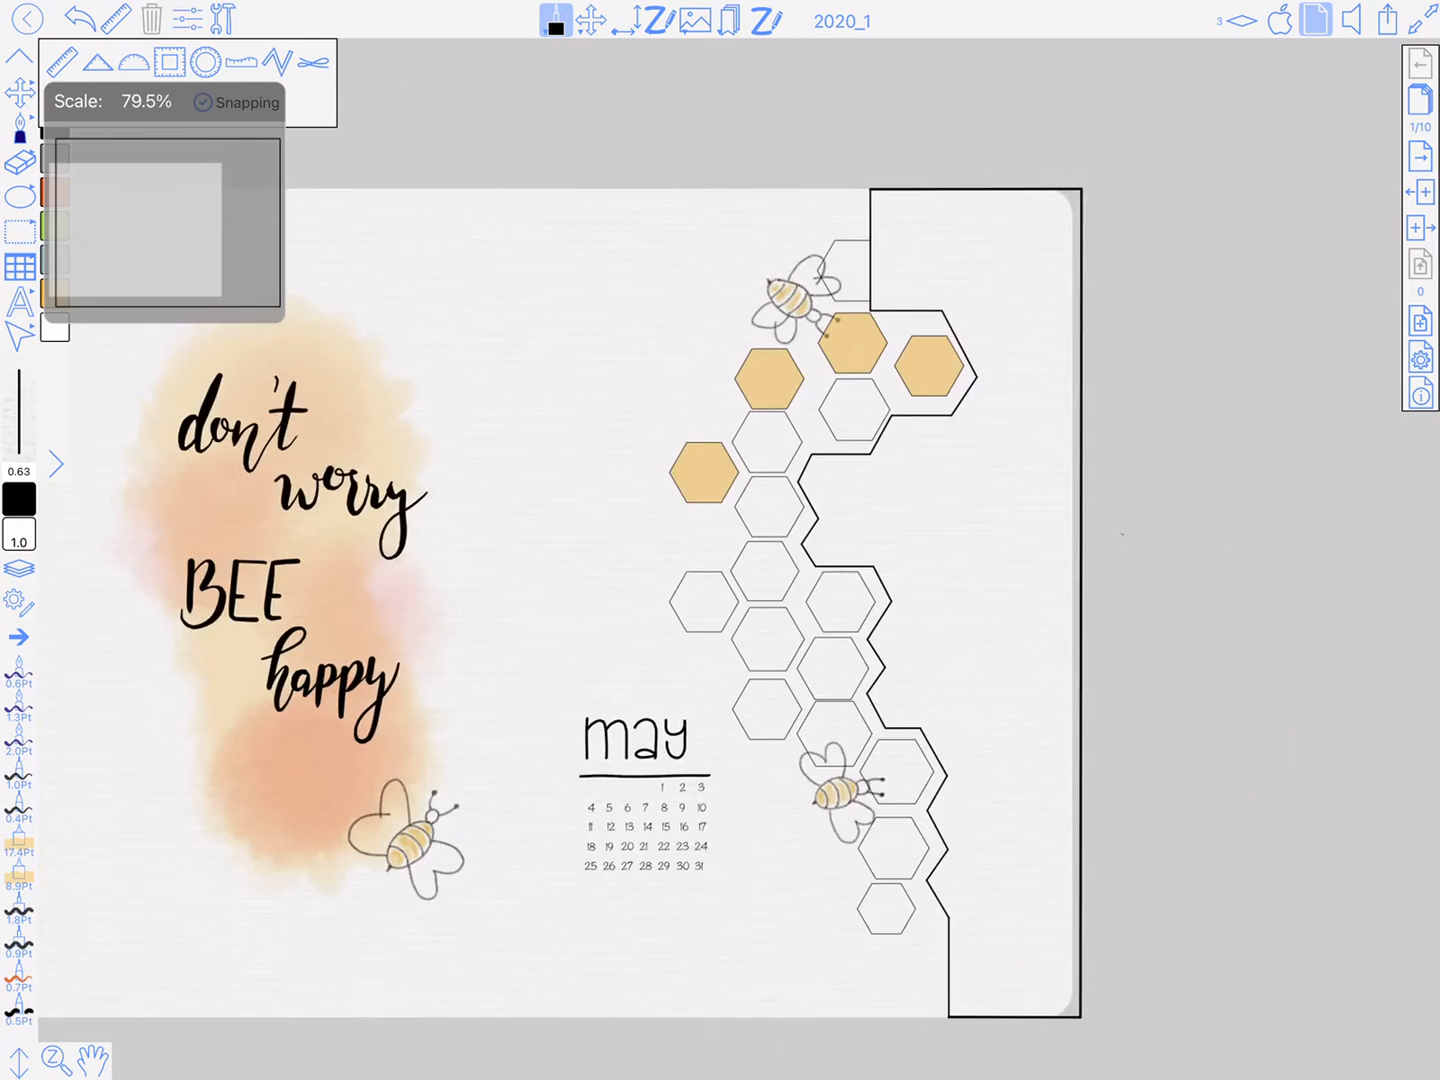 2020_1
3
Scale: 79.5% Snapping
1/10
0
don't
worry
BEE
happy
0.63
1.0
may
1 2 3
4 5 6 7 8 9 10
11 12 13 14 15 16 17
18 19 20 21 22 23 24
25 26 27 28 29 30 31
0.6Pt
1.3Pt
2.0Pt
1.0Pt
0.4Pt
17.4Pt
8.9Pt
1.8Pt
0.9Pt
0.7Pt
0.5Pt